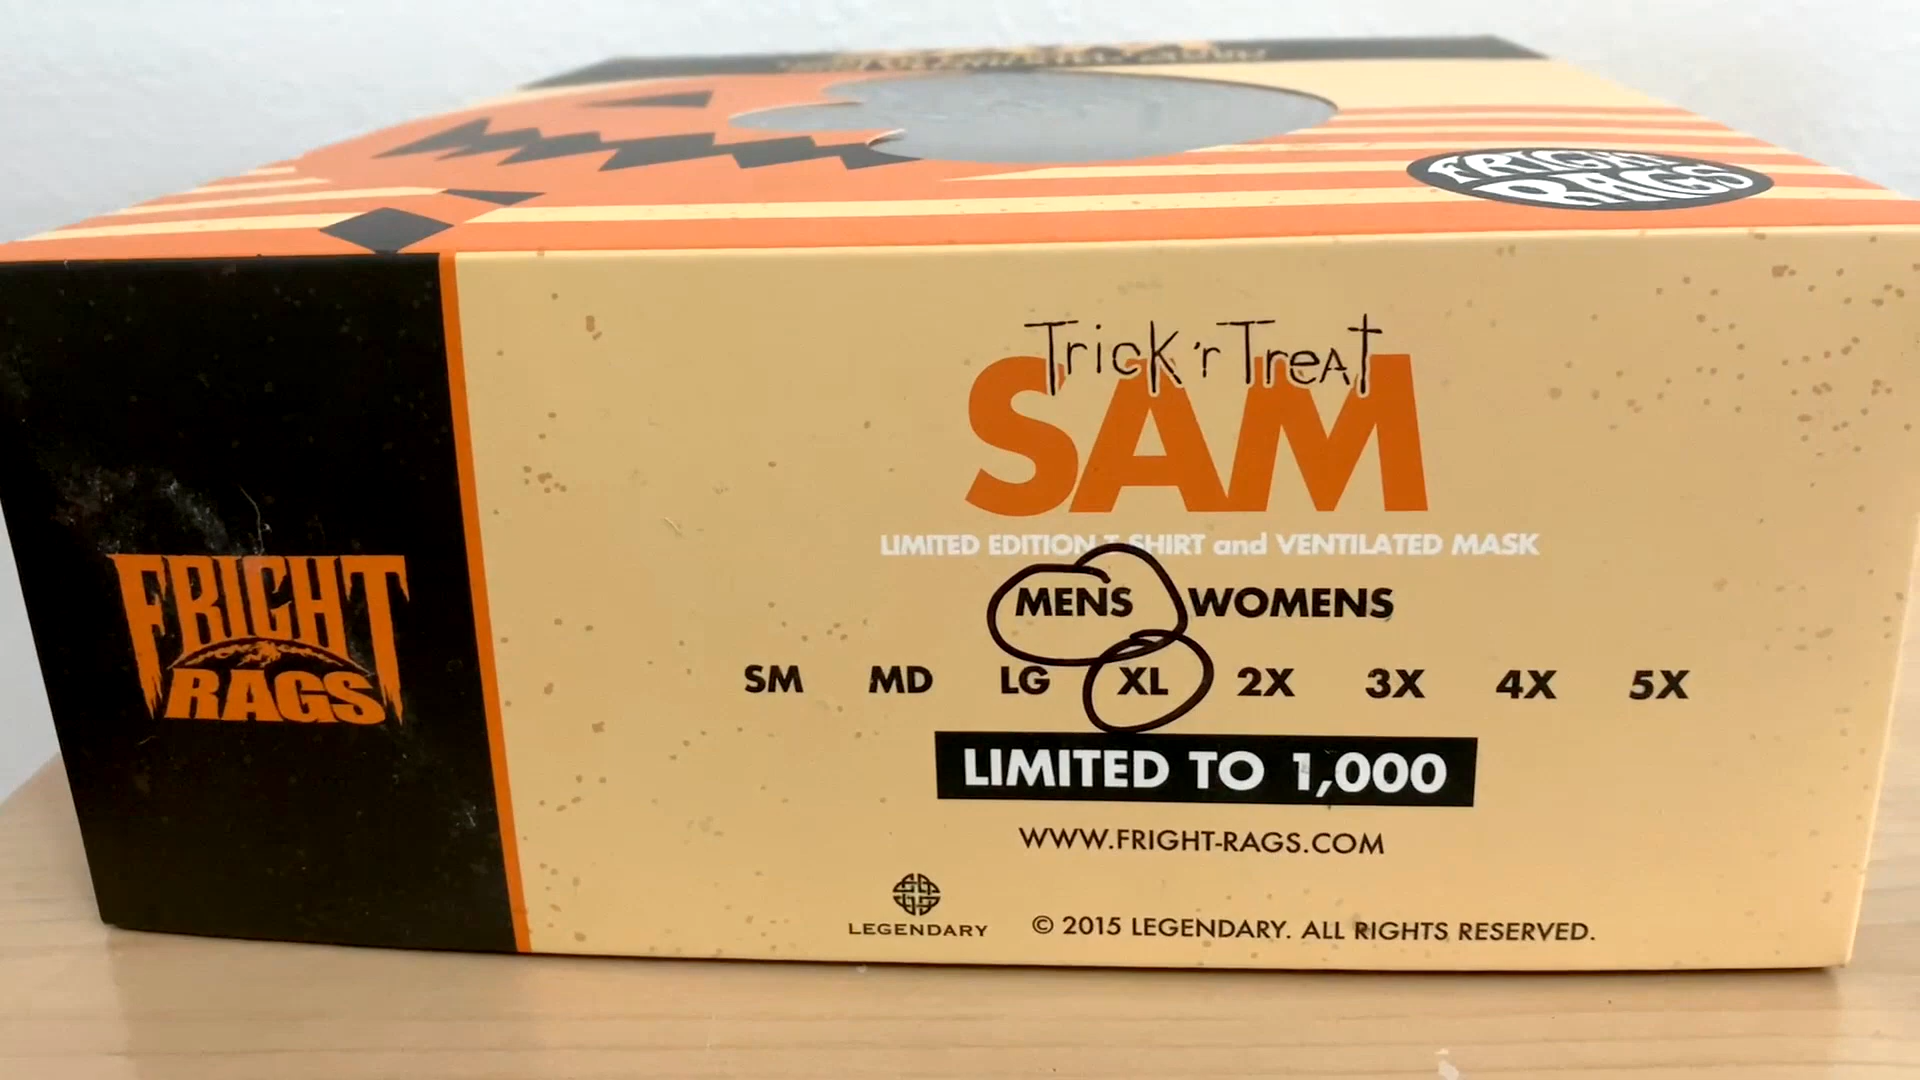 FRIGHT
RAGS
Trick 'r Treat
SAM
LIMITED EDITION T-SHIRT and VENTILATED MASK
MENS WOMENS
SM MD LG XL 2X 3X 4X 5X
LIMITED TO 1,000
WWW.FRIGHT-RAGS.COM
LEGENDARY
© 2015 LEGENDARY. ALL RIGHTS RESERVED.
FRIGHT
RAGS